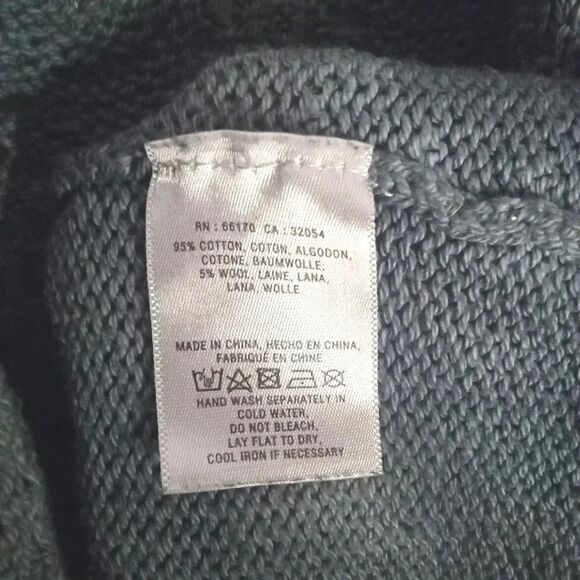 RN : 66170 CA : 32054
95% COTTON, COTON, ALGODON,
COTONE, BAUMWOLLE;
5% WOOL, LAINE, LANA,
LANA, WOLLE
MADE IN CHINA, HECHO EN CHINA,
FABRIQUÉ EN CHINE
HAND WASH SEPARATELY IN
COLD WATER.
DO NOT BLEACH.
LAY FLAT TO DRY.
COOL IRON IF NECESSARY